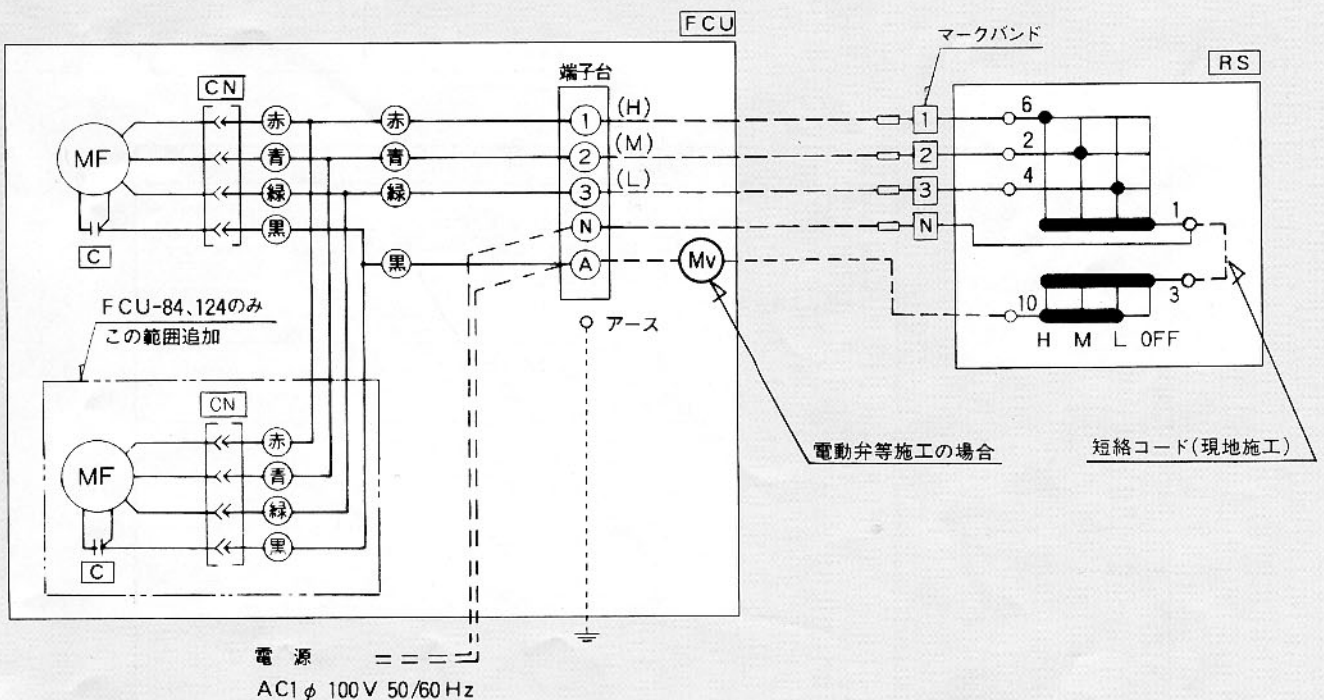 FCU
マークバンド
RS
端子台
CN
赤 赤 1 (H) 1 6
MF
青 青 2 (M) 2 2
緑 緑 3 (L) 3 4
黒 N N 1
C
黒 A Mv
FCU-84、124のみ
この範囲追加
アース
10 3
H M L OFF
CN
赤
MF
青
緑
黒
C
電動弁等施工の場合
短絡コード(現地施工)
電源
AC1φ 100V 50/60Hz